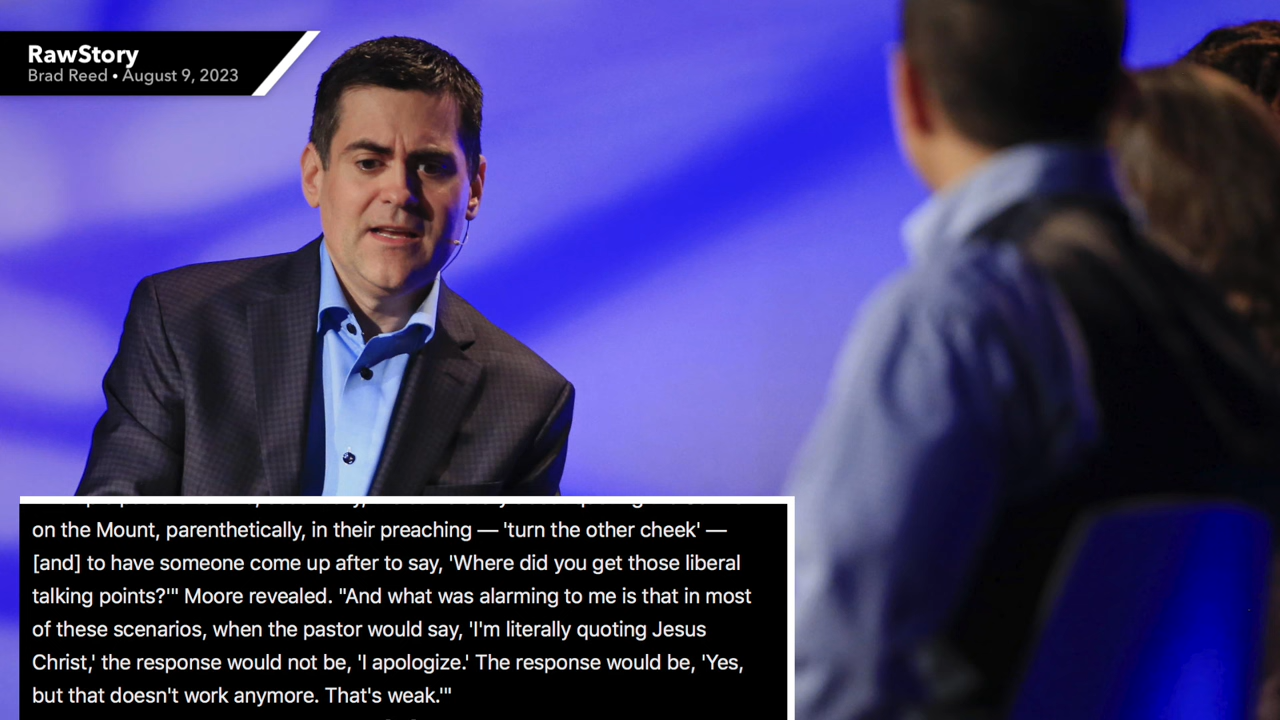 RawStory
Brad Reed • August 9, 2023
on the Mount, parenthetically, in their preaching — 'turn the other cheek' —
[and] to have someone come up after to say, 'Where did you get those liberal
talking points?'" Moore revealed. "And what was alarming to me is that in most
of these scenarios, when the pastor would say, 'I'm literally quoting Jesus
Christ,' the response would not be, 'I apologize.' The response would be, 'Yes,
but that doesn't work anymore. That's weak.'"